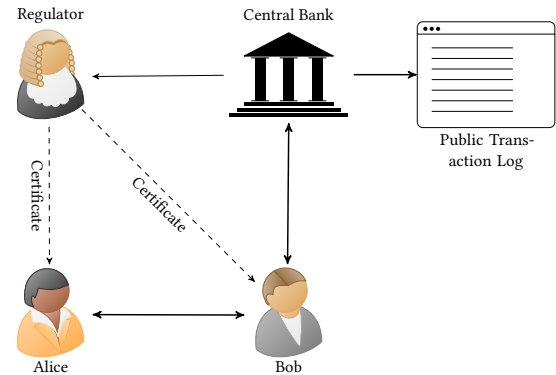 Regulator
Central Bank
Public Trans-
action Log
Certificate
Certificate
Alice
Bob